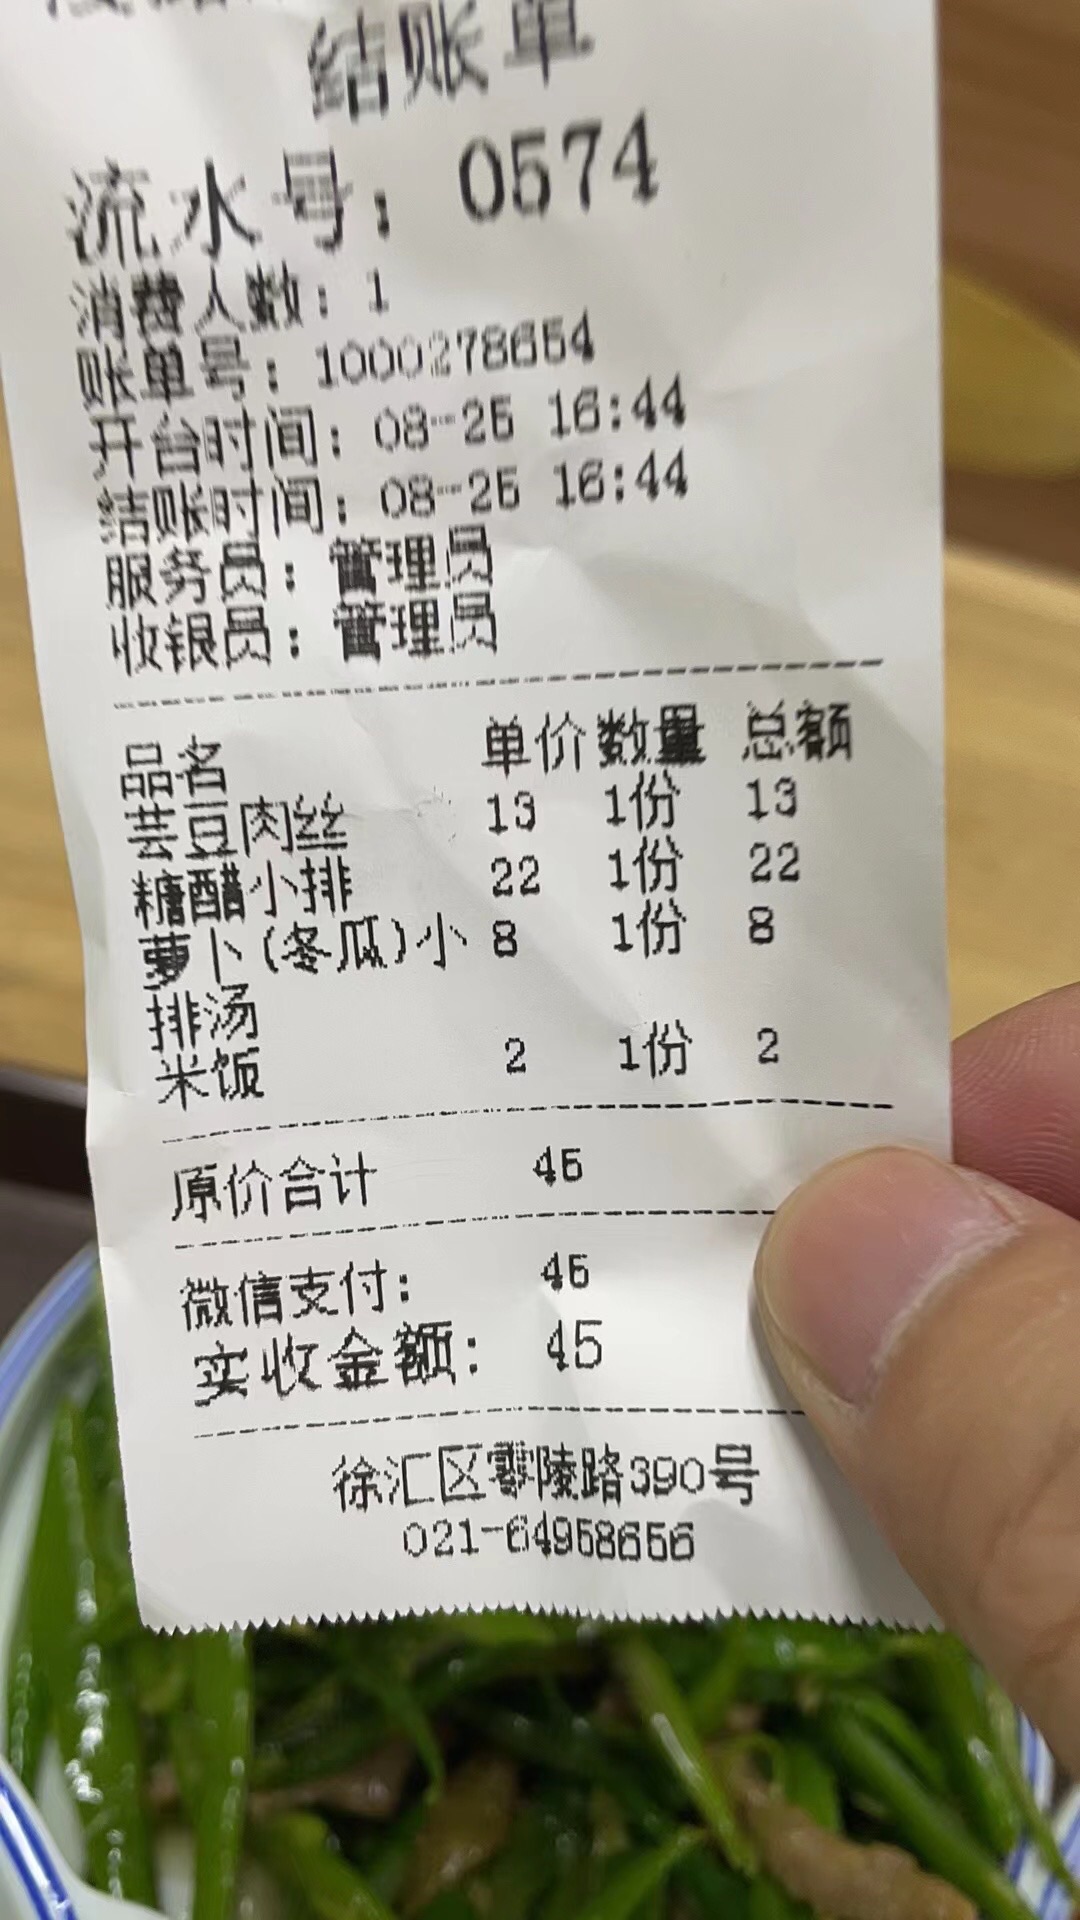 结账单
流水号：0574
消费人数：1
账单号：1000278654
开台时间：08-25 16:44
结账时间：08-25 16:44
服务员：管理员
收银员：管理员
品名 单价 数量 总额
芸豆肉丝 13 1份 13
糖醋小排 22 1份 22
萝卜(冬瓜)小 8 1份 8
排汤
米饭 2 1份 2
原价合计 45
微信支付： 45
实收金额： 45
徐汇区零陵路390号
021-64958656